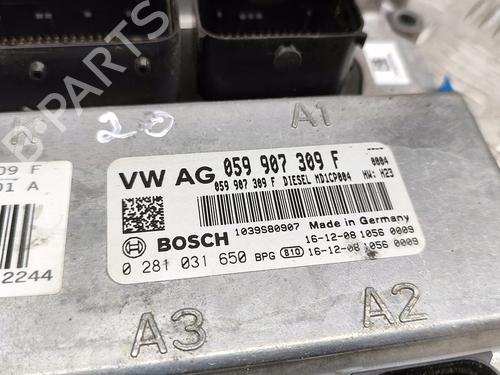 A1
20
VW AG 059 907 309 F 0004
059 907 309 F DIESEL MD1CP004 HW: H23
1039S80907 Made in Germany
BOSCH 16-12-08 1056 0009
0 281 031 650 BPG 810 16-12-08 1056 0009
09 F
01 A
2244
A3
A2
B-PARTS